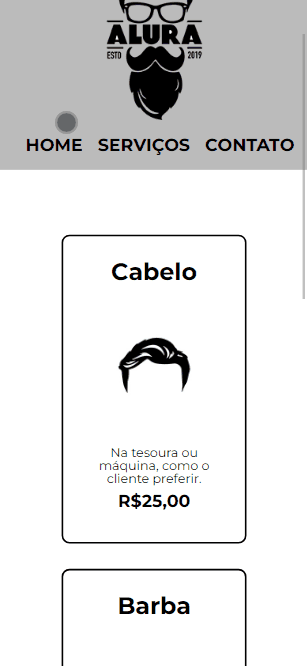 ALURA
ESTD 2019
HOME SERVIÇOS CONTATO
Cabelo
Na tesoura ou
máquina, como o
cliente preferir.
R$25,00
Barba